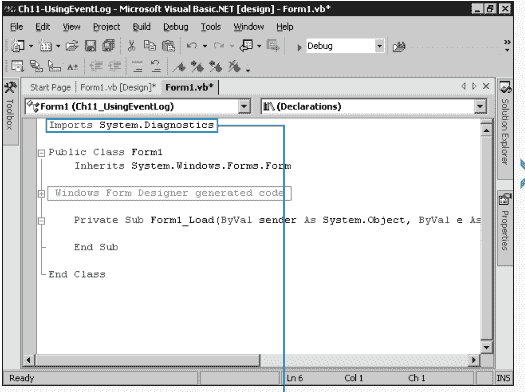 Ch11-UsingEventLog - Microsoft Visual Basic.NET [design] - Form1.vb*
File Edit View Project Build Debug Tools Window Help
Debug
Start Page Form1.vb [Design]* Form1.vb*
Form1 (Ch11_UsingEventLog) (Declarations)
Toolbox
Solution Explorer
Properties
Imports System.Diagnostics
Public Class Form1
Inherits System.Windows.Forms.Form
Windows Form Designer generated code
Private Sub Form1_Load(ByVal sender As System.Object, ByVal e As
End Sub
End Class
Ready Ln 6 Col 1 Ch 1 INS